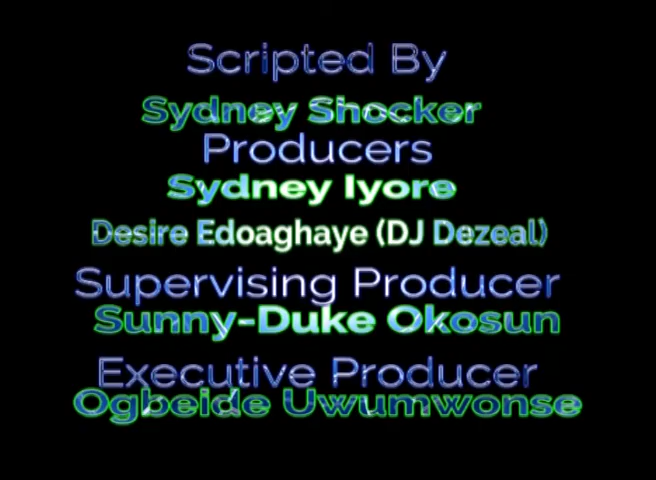 Scripted By
Sydney Shocker
Producers
Sydney Iyore
Desire Edoaghaye (DJ Dezeal)
Supervising Producer
Sunny-Duke Okosun
Executive Producer
Ogbeide Uwumwonse